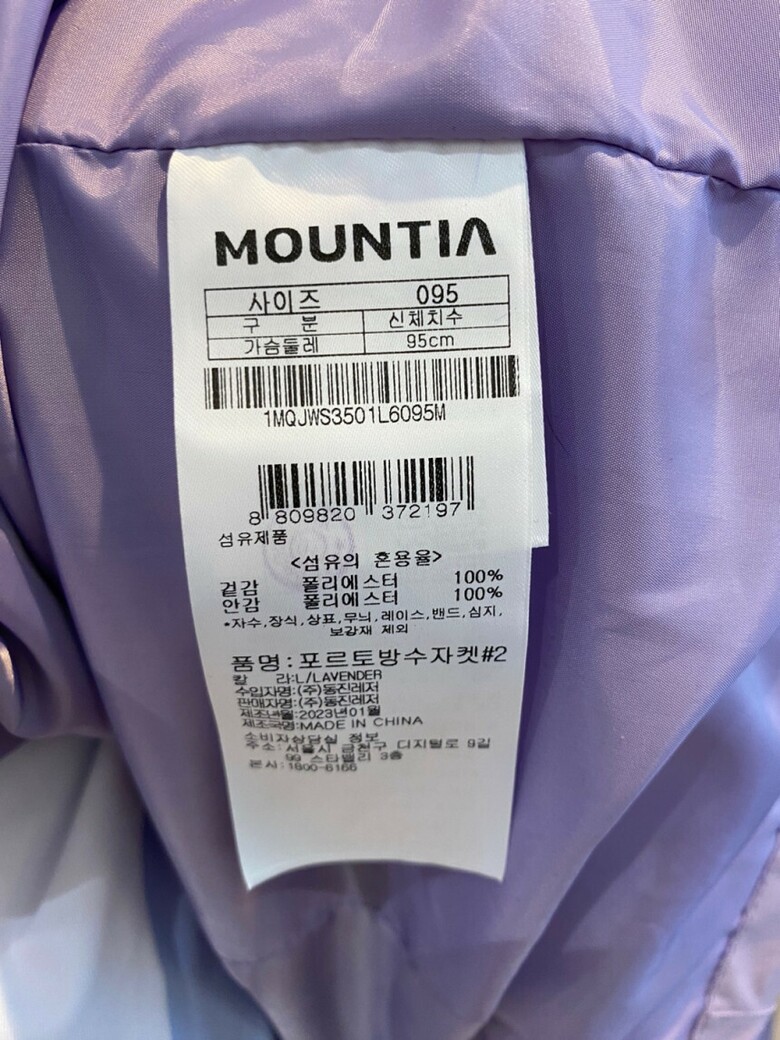 MOUNTIA
사이즈 095
구 분 신체치수
가슴둘레 95cm
1MQJWS3501L6095M
8 809820 372197
섬유제품
<섬유의 혼용율>
겉감 폴리에스터 100%
안감 폴리에스터 100%
*자수,장식,상표,무늬,레이스,밴드,심지,
보강재 제외
품명:포르토방수자켓#2
칼 라:L/LAVENDER
수입자명:(주)동진레저
판매자명:(주)동진레저
제조년월:2023년01월
제조국명:MADE IN CHINA
소비자상담실 정보
주소:서울시 금천구 디지털로 9길
99 스타밸리 3층
본사:1800-6166